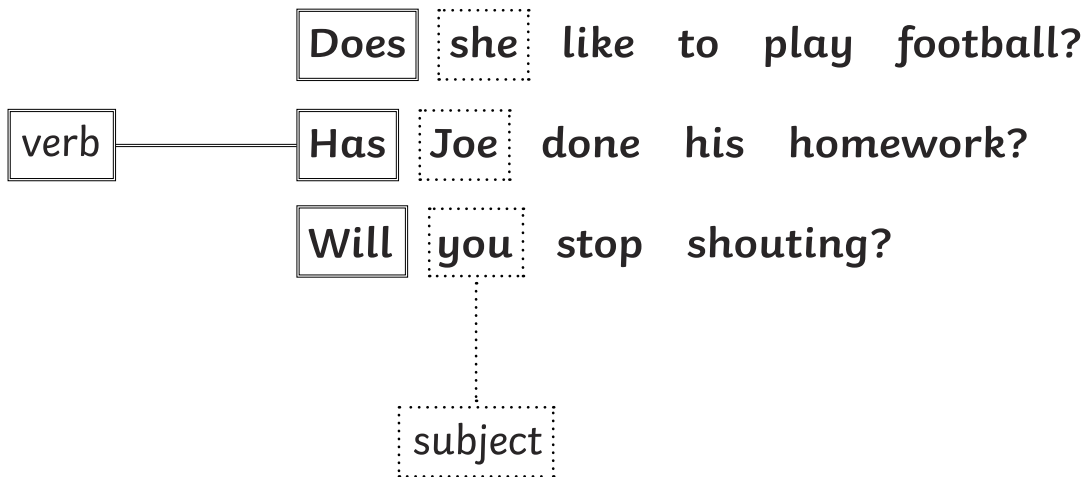 Does she like to play football?
verb Has Joe done his homework?
Will you stop shouting?
subject